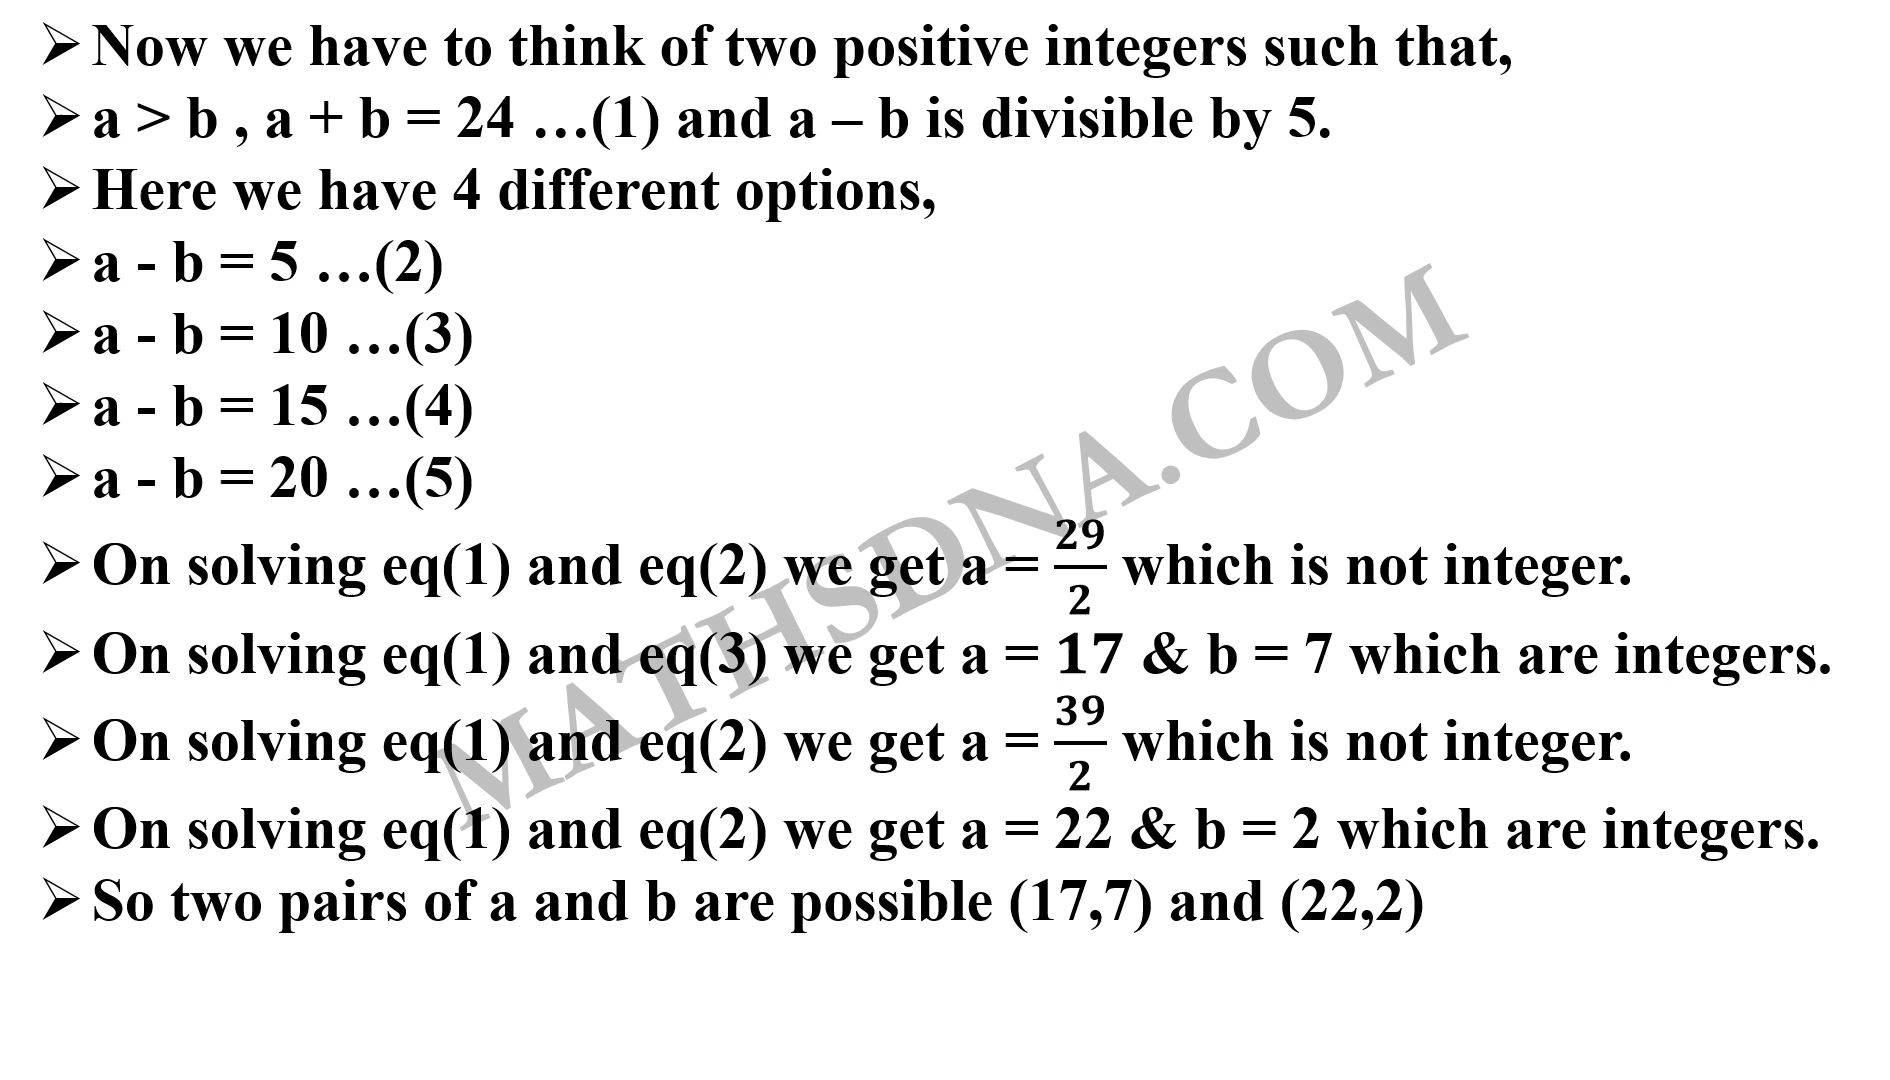 ➢ Now we have to think of two positive integers such that,
➢ a > b , a + b = 24 …(1) and a – b is divisible by 5.
➢ Here we have 4 different options,
➢ a - b = 5 …(2)
➢ a - b = 10 …(3)
➢ a - b = 15 …(4)
➢ a - b = 20 …(5)
➢ On solving eq(1) and eq(2) we get a = 29/2 which is not integer.
➢ On solving eq(1) and eq(3) we get a = 17 & b = 7 which are integers.
➢ On solving eq(1) and eq(2) we get a = 39/2 which is not integer.
➢ On solving eq(1) and eq(2) we get a = 22 & b = 2 which are integers.
➢ So two pairs of a and b are possible (17,7) and (22,2)
MATHSDNA.COM